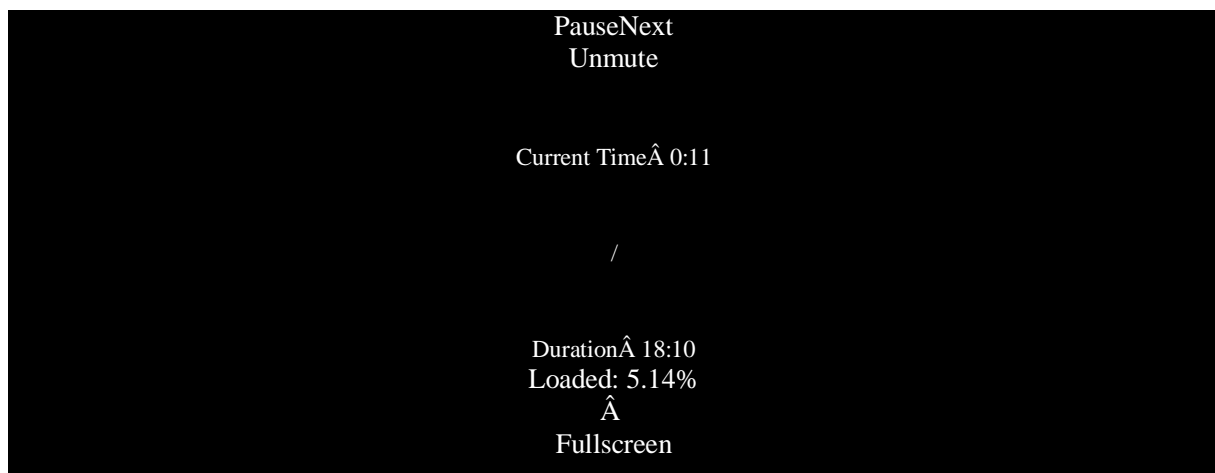 PauseNext
Unmute
Current TimeÂ 0:11
/
DurationÂ 18:10
Loaded: 5.14%
Â
Fullscreen